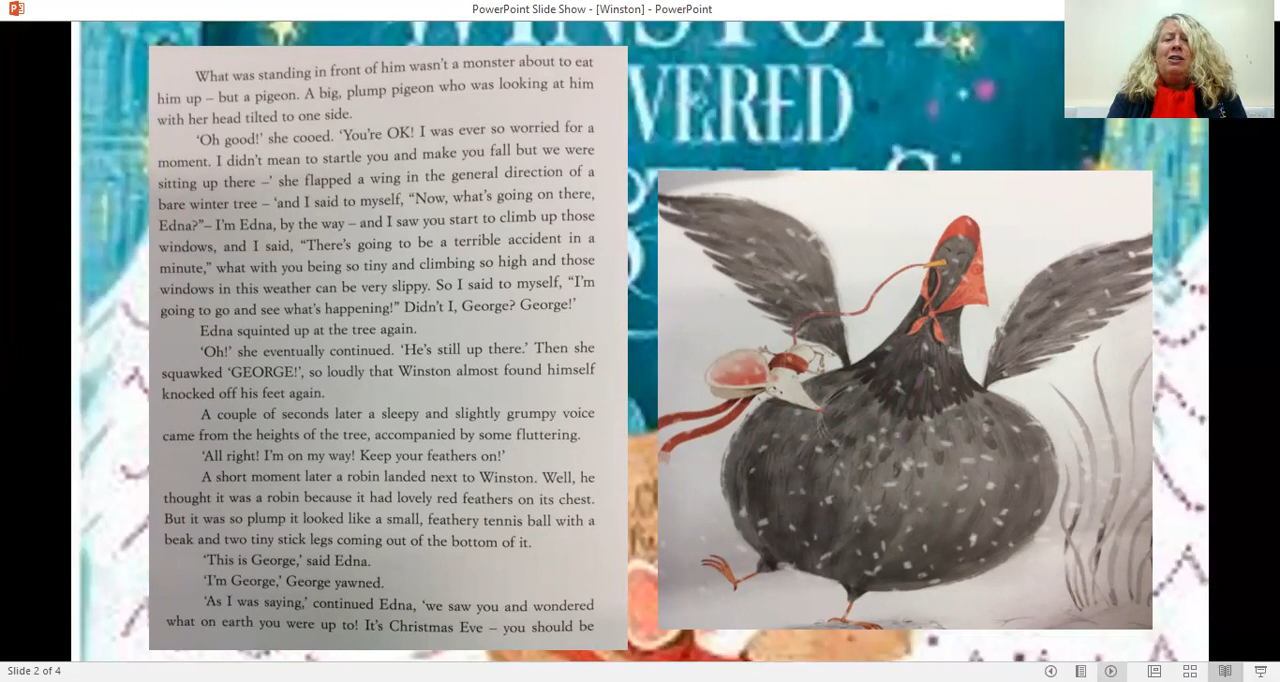 PowerPoint Slide Show - [Winston] - PowerPoint
WINSTON
VERED
What was standing in front of him wasn't a monster about to eat
him up – but a pigeon. A big, plump pigeon who was looking at him
with her head tilted to one side.
'Oh good!' she cooed. 'You're OK! I was ever so worried for a
moment. I didn't mean to startle you and make you fall but we were
sitting up there –' she flapped a wing in the general direction of a
bare winter tree – 'and I said to myself, "Now, what's going on there,
Edna?"– I'm Edna, by the way – and I saw you start to climb up those
windows, and I said, "There's going to be a terrible accident in a
minute," what with you being so tiny and climbing so high and those
windows in this weather can be very slippy. So I said to myself, "I'm
going to go and see what's happening!" Didn't I, George? George!'
Edna squinted up at the tree again.
'Oh!' she eventually continued. 'He's still up there.' Then she
squawked 'GEORGE!', so loudly that Winston almost found himself
knocked off his feet again.
A couple of seconds later a sleepy and slightly grumpy voice
came from the heights of the tree, accompanied by some fluttering.
'All right! I'm on my way! Keep your feathers on!'
A short moment later a robin landed next to Winston. Well, he
thought it was a robin because it had lovely red feathers on its chest.
But it was so plump it looked like a small, feathery tennis ball with a
beak and two tiny stick legs coming out of the bottom of it.
'This is George,' said Edna.
'I'm George,' George yawned.
'As I was saying,' continued Edna, 'we saw you and wondered
what on earth you were up to! It's Christmas Eve – you should be
Slide 2 of 4